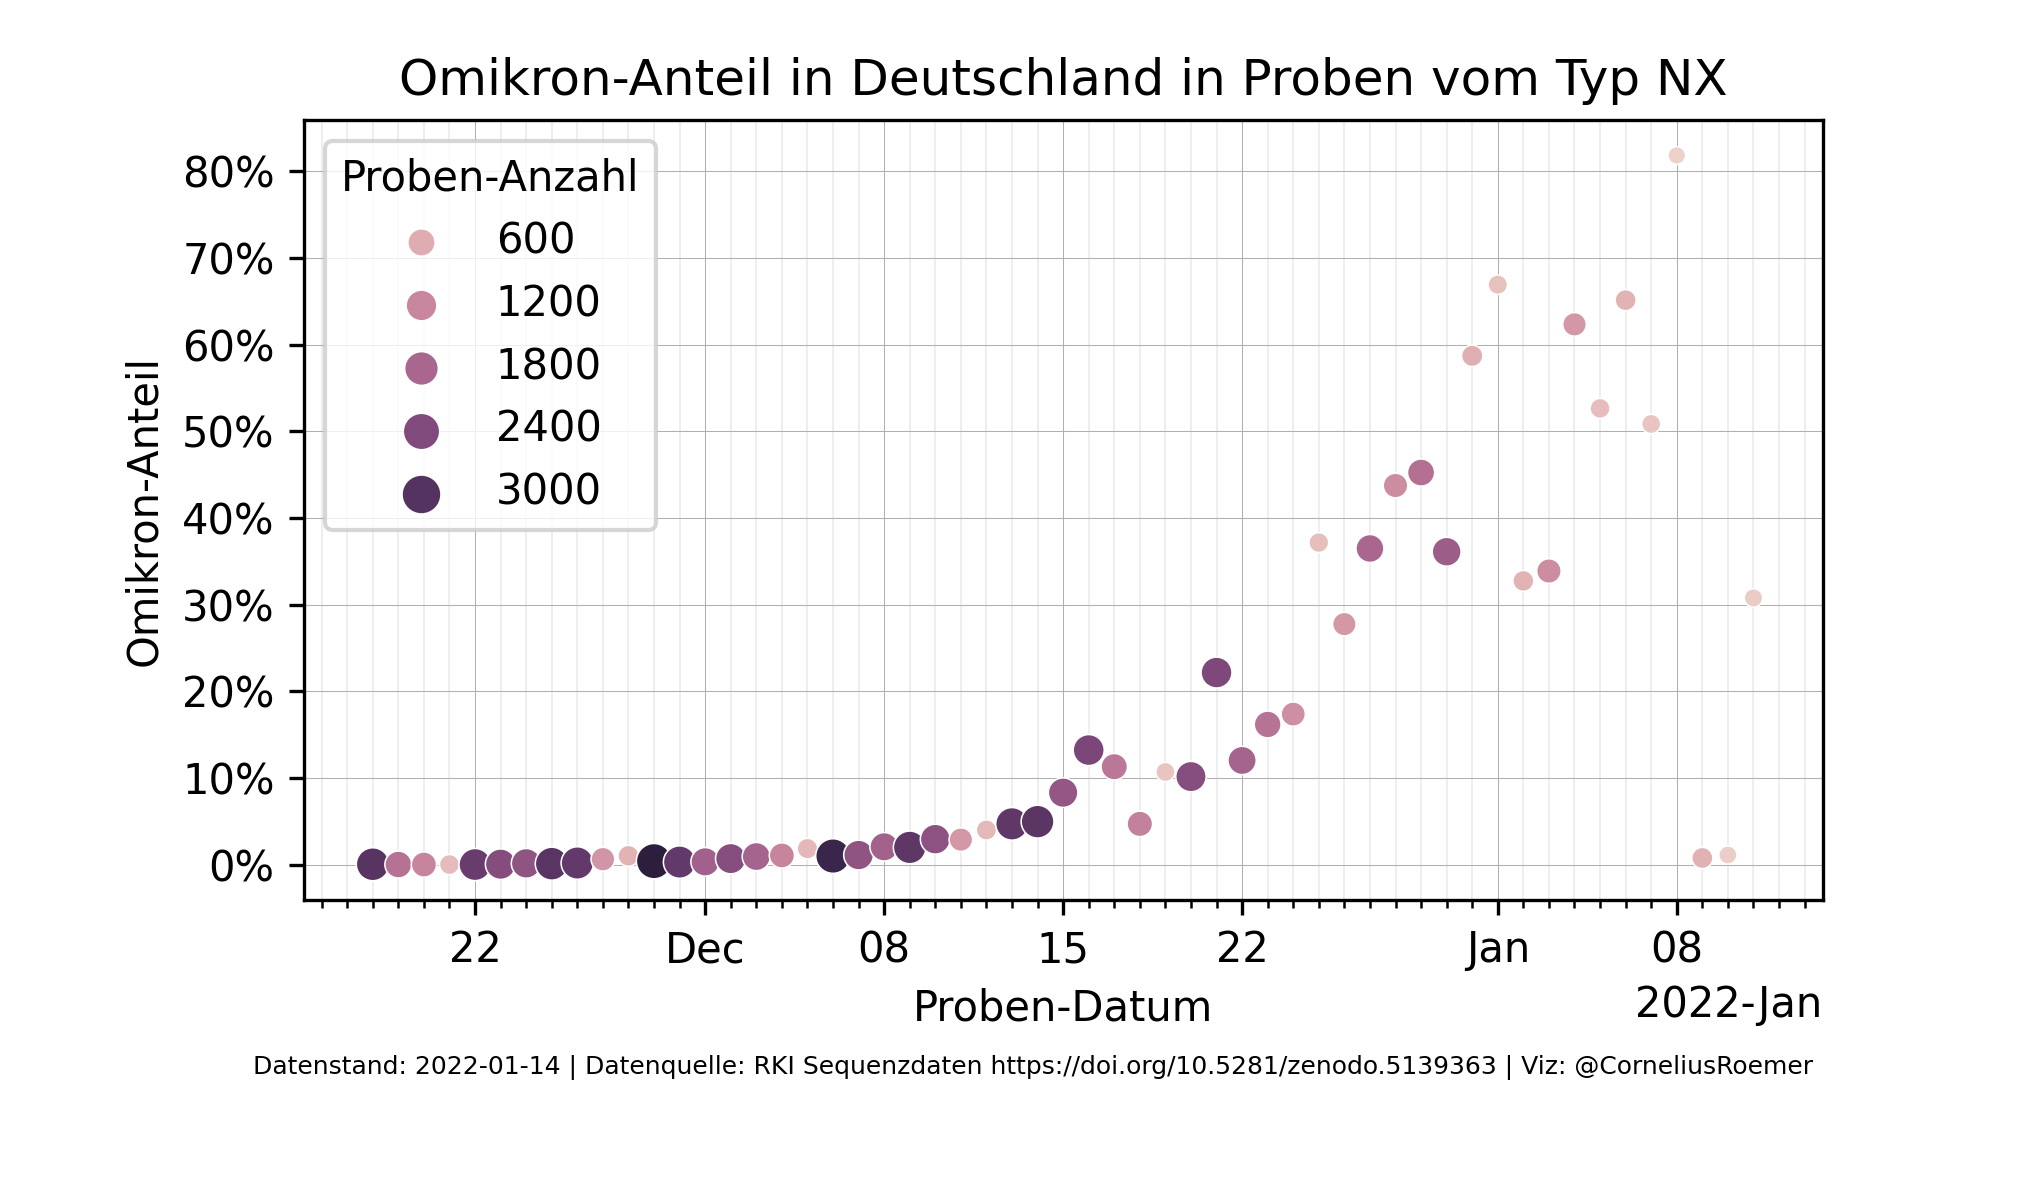 Omikron-Anteil in Deutschland in Proben vom Typ NX
Proben-Anzahl
600
1200
1800
2400
3000
80%
70%
60%
50%
40%
30%
20%
10%
0%
Omikron-Anteil
22
Dec
08
15
22
Jan
08
Proben-Datum
2022-Jan
Datenstand: 2022-01-14 | Datenquelle: RKI Sequenzdaten https://doi.org/10.5281/zenodo.5139363 | Viz: @CorneliusRoemer